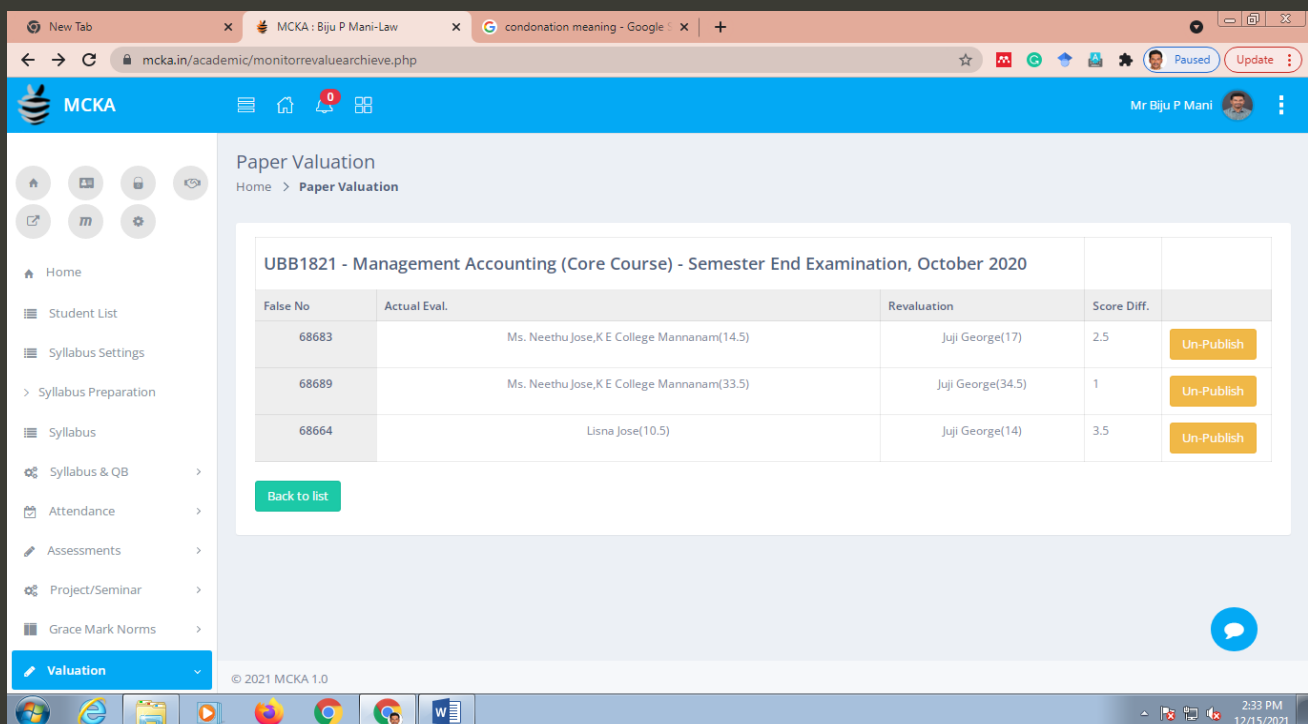 New Tab
MCKA : Biju P Mani-Law
condonation meaning - Google S
mcka.in/academic/monitorrevaluearchieve.php
Paused
Update
MCKA
0
Mr Biju P Mani
m
Paper Valuation
Home > Paper Valuation
Home
Student List
Syllabus Settings
> Syllabus Preparation
Syllabus
Syllabus & QB
Attendance
Assessments
Project/Seminar
Grace Mark Norms
Valuation
UBB1821 - Management Accounting (Core Course) - Semester End Examination, October 2020
False No Actual Eval. Revaluation Score Diff.
68683 Ms. Neethu Jose,K E College Mannanam(14.5) Juji George(17) 2.5 Un-Publish
68689 Ms. Neethu Jose,K E College Mannanam(33.5) Juji George(34.5) 1 Un-Publish
68664 Lisna Jose(10.5) Juji George(14) 3.5 Un-Publish
Back to list
© 2021 MCKA 1.0
2:33 PM
12/15/2021